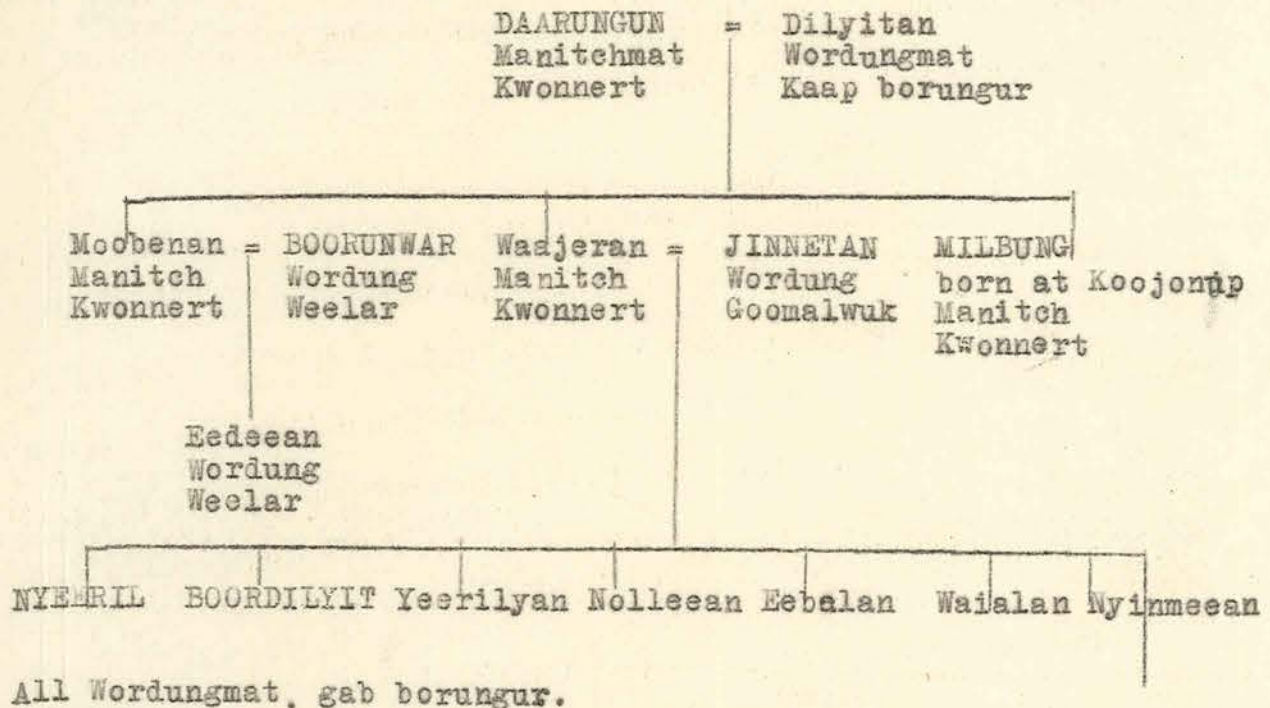 DAARUNGUN = Dilyitan
Manitchmat Wordungmat
Kwonnert Kaap borungur
Moobenan = BOORUNWAR Waajeran = JINNETAN MILBUNG
Manitch Wordung Manitch Wordung born at Koojonup
Kwonnert Weelar Kwonnert Goomalwuk Manitch
Kwonnert
Eedeean
Wordung
Weelar
NYEERIL BOORDILYIT Yeerilyan Nolleean Eebalan Waialan Nyinmeean
All Wordungmat, gab borungur.